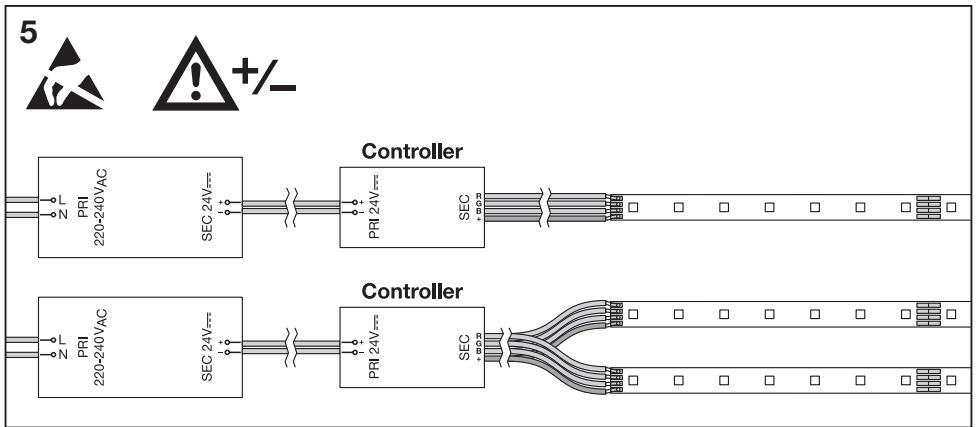 5
+/–
Controller
L
N
PRI
220-240VAC
SEC 24V
+
–
+
–
PRI 24V
SEC
R
G
B
+
Controller
L
N
PRI
220-240VAC
SEC 24V
+
–
+
–
PRI 24V
SEC
R
G
B
+